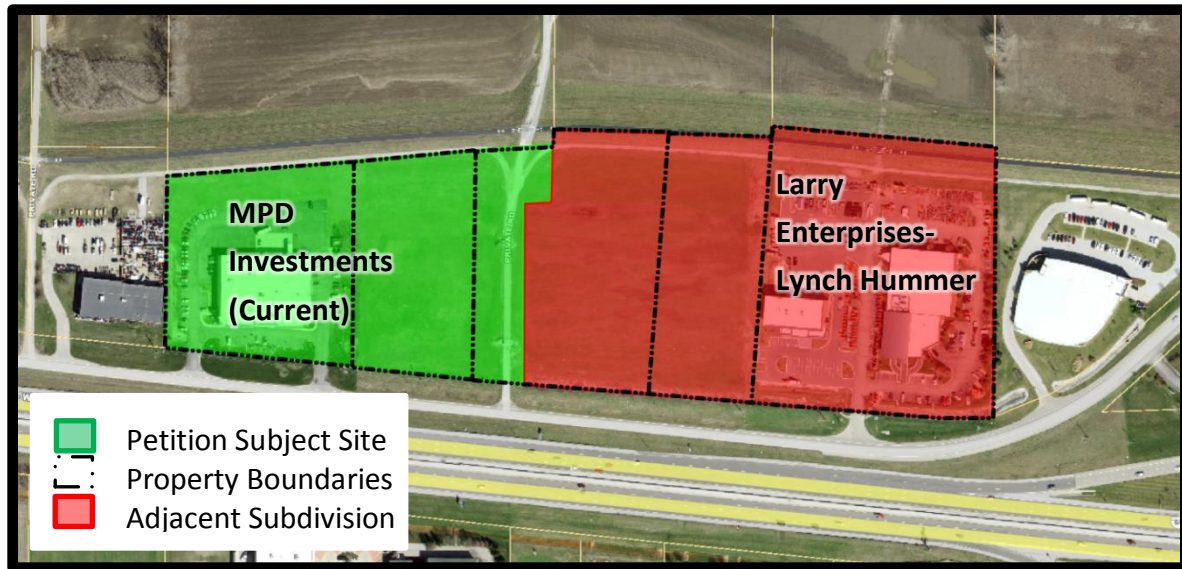 MPD
Investments
(Current)
Larry
Enterprises-
Lynch Hummer
Petition Subject Site
Property Boundaries
Adjacent Subdivision